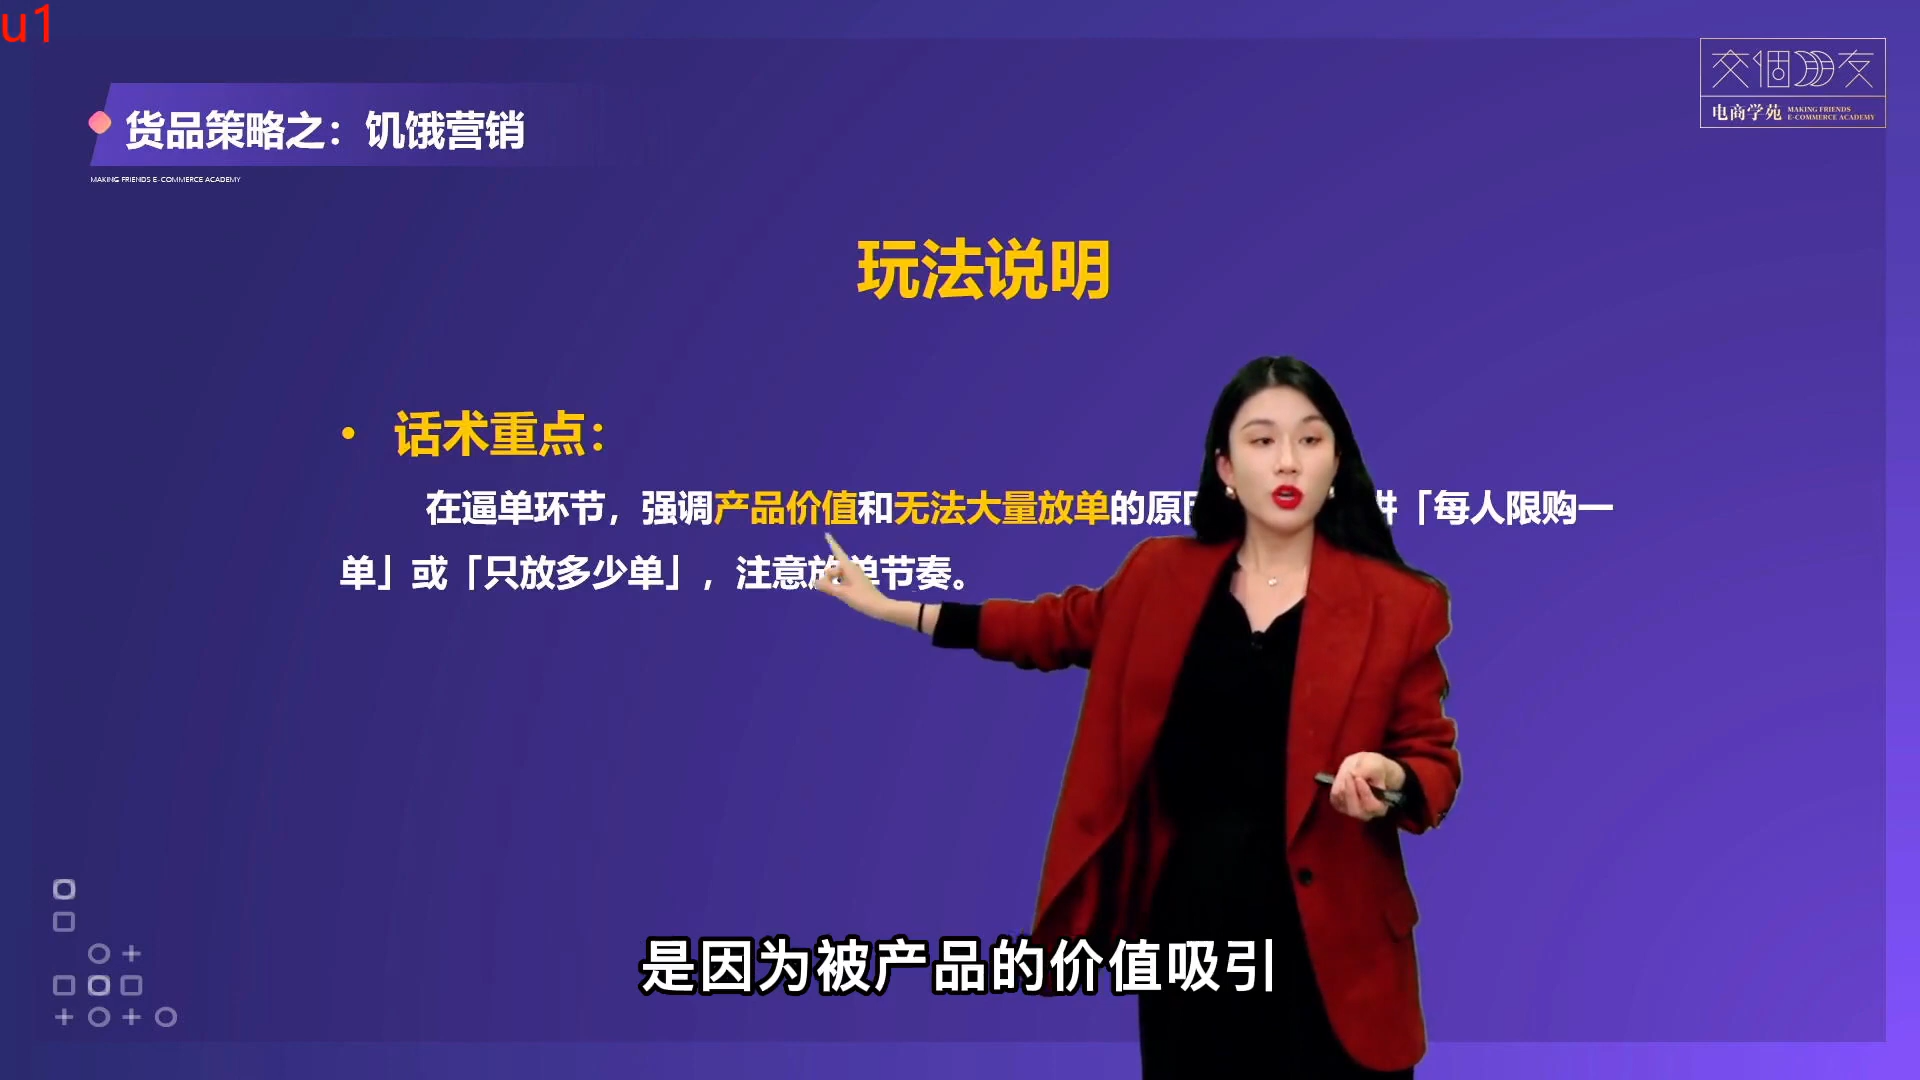 u1
交個朋友
电商学苑 MAKING FRIENDS
E-COMMERCE ACADEMY
货品策略之：饥饿营销
MAKING FRIENDS E-COMMERCE ACADEMY
玩法说明
• 话术重点：
在逼单环节，强调产品价值和无法大量放单的原 「每人限购一
单」或「只放多少单」，注意 单节奏。
是因为被产品的价值吸引